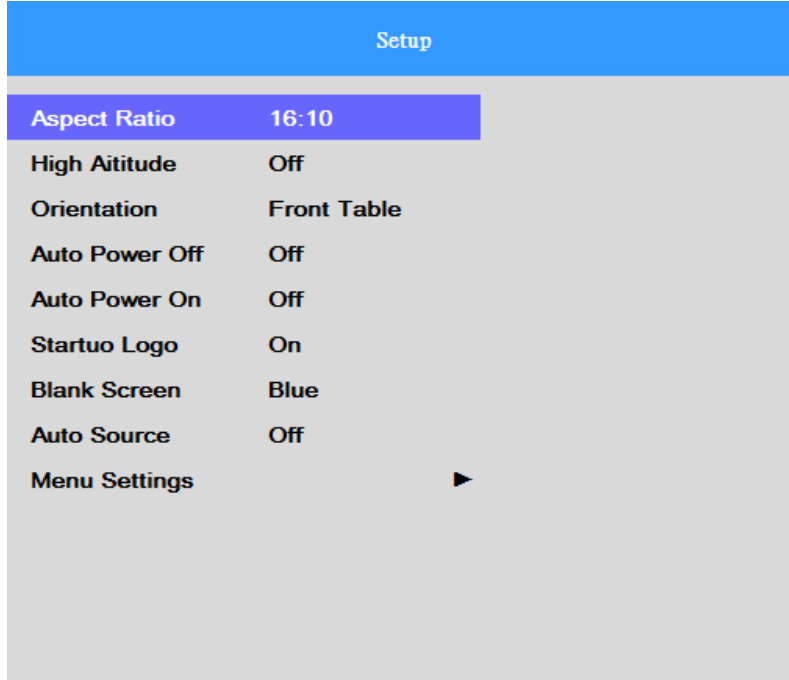 Setup
Aspect Ratio 16:10
High Aititude Off
Orientation Front Table
Auto Power Off Off
Auto Power On Off
Startuo Logo On
Blank Screen Blue
Auto Source Off
Menu Settings ►